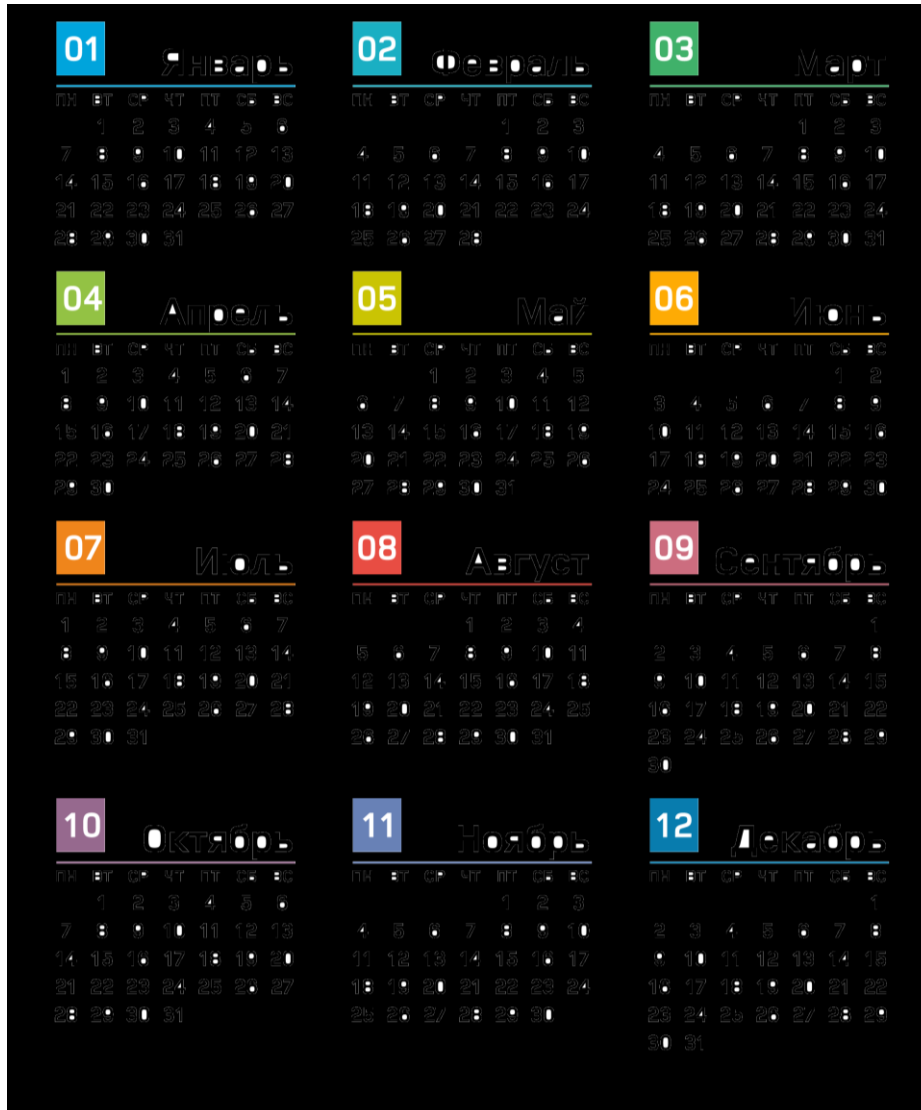 01
Январь
ПН ВТ СР ЧТ ПТ СБ ВС
1 2 3 4 5 6
7 8 9 10 11 12 13
14 15 16 17 18 19 20
21 22 23 24 25 26 27
28 29 30 31
02
Февраль
ПН ВТ СР ЧТ ПТ СБ ВС
1 2 3
4 5 6 7 8 9 10
11 12 13 14 15 16 17
18 19 20 21 22 23 24
25 26 27 28
03
Март
ПН ВТ СР ЧТ ПТ СБ ВС
1 2 3
4 5 6 7 8 9 10
11 12 13 14 15 16 17
18 19 20 21 22 23 24
25 26 27 28 29 30 31
04
Апрель
ПН ВТ СР ЧТ ПТ СБ ВС
1 2 3 4 5 6 7
8 9 10 11 12 13 14
15 16 17 18 19 20 21
22 23 24 25 26 27 28
29 30
05
Май
ПН ВТ СР ЧТ ПТ СБ ВС
1 2 3 4 5
6 7 8 9 10 11 12
13 14 15 16 17 18 19
20 21 22 23 24 25 26
27 28 29 30 31
06
Июнь
ПН ВТ СР ЧТ ПТ СБ ВС
1 2
3 4 5 6 7 8 9
10 11 12 13 14 15 16
17 18 19 20 21 22 23
24 25 26 27 28 29 30
07
Июль
ПН ВТ СР ЧТ ПТ СБ ВС
1 2 3 4 5 6 7
8 9 10 11 12 13 14
15 16 17 18 19 20 21
22 23 24 25 26 27 28
29 30 31
08
Август
ПН ВТ СР ЧТ ПТ СБ ВС
1 2 3 4
5 6 7 8 9 10 11
12 13 14 15 16 17 18
19 20 21 22 23 24 25
26 27 28 29 30 31
09
Сентябрь
ПН ВТ СР ЧТ ПТ СБ ВС
1
2 3 4 5 6 7 8
9 10 11 12 13 14 15
16 17 18 19 20 21 22
23 24 25 26 27 28 29
30
10
Октябрь
ПН ВТ СР ЧТ ПТ СБ ВС
1 2 3 4 5 6
7 8 9 10 11 12 13
14 15 16 17 18 19 20
21 22 23 24 25 26 27
28 29 30 31
11
Ноябрь
ПН ВТ СР ЧТ ПТ СБ ВС
1 2 3
4 5 6 7 8 9 10
11 12 13 14 15 16 17
18 19 20 21 22 23 24
25 26 27 28 29 30
12
Декабрь
ПН ВТ СР ЧТ ПТ СБ ВС
1
2 3 4 5 6 7 8
9 10 11 12 13 14 15
16 17 18 19 20 21 22
23 24 25 26 27 28 29
30 31